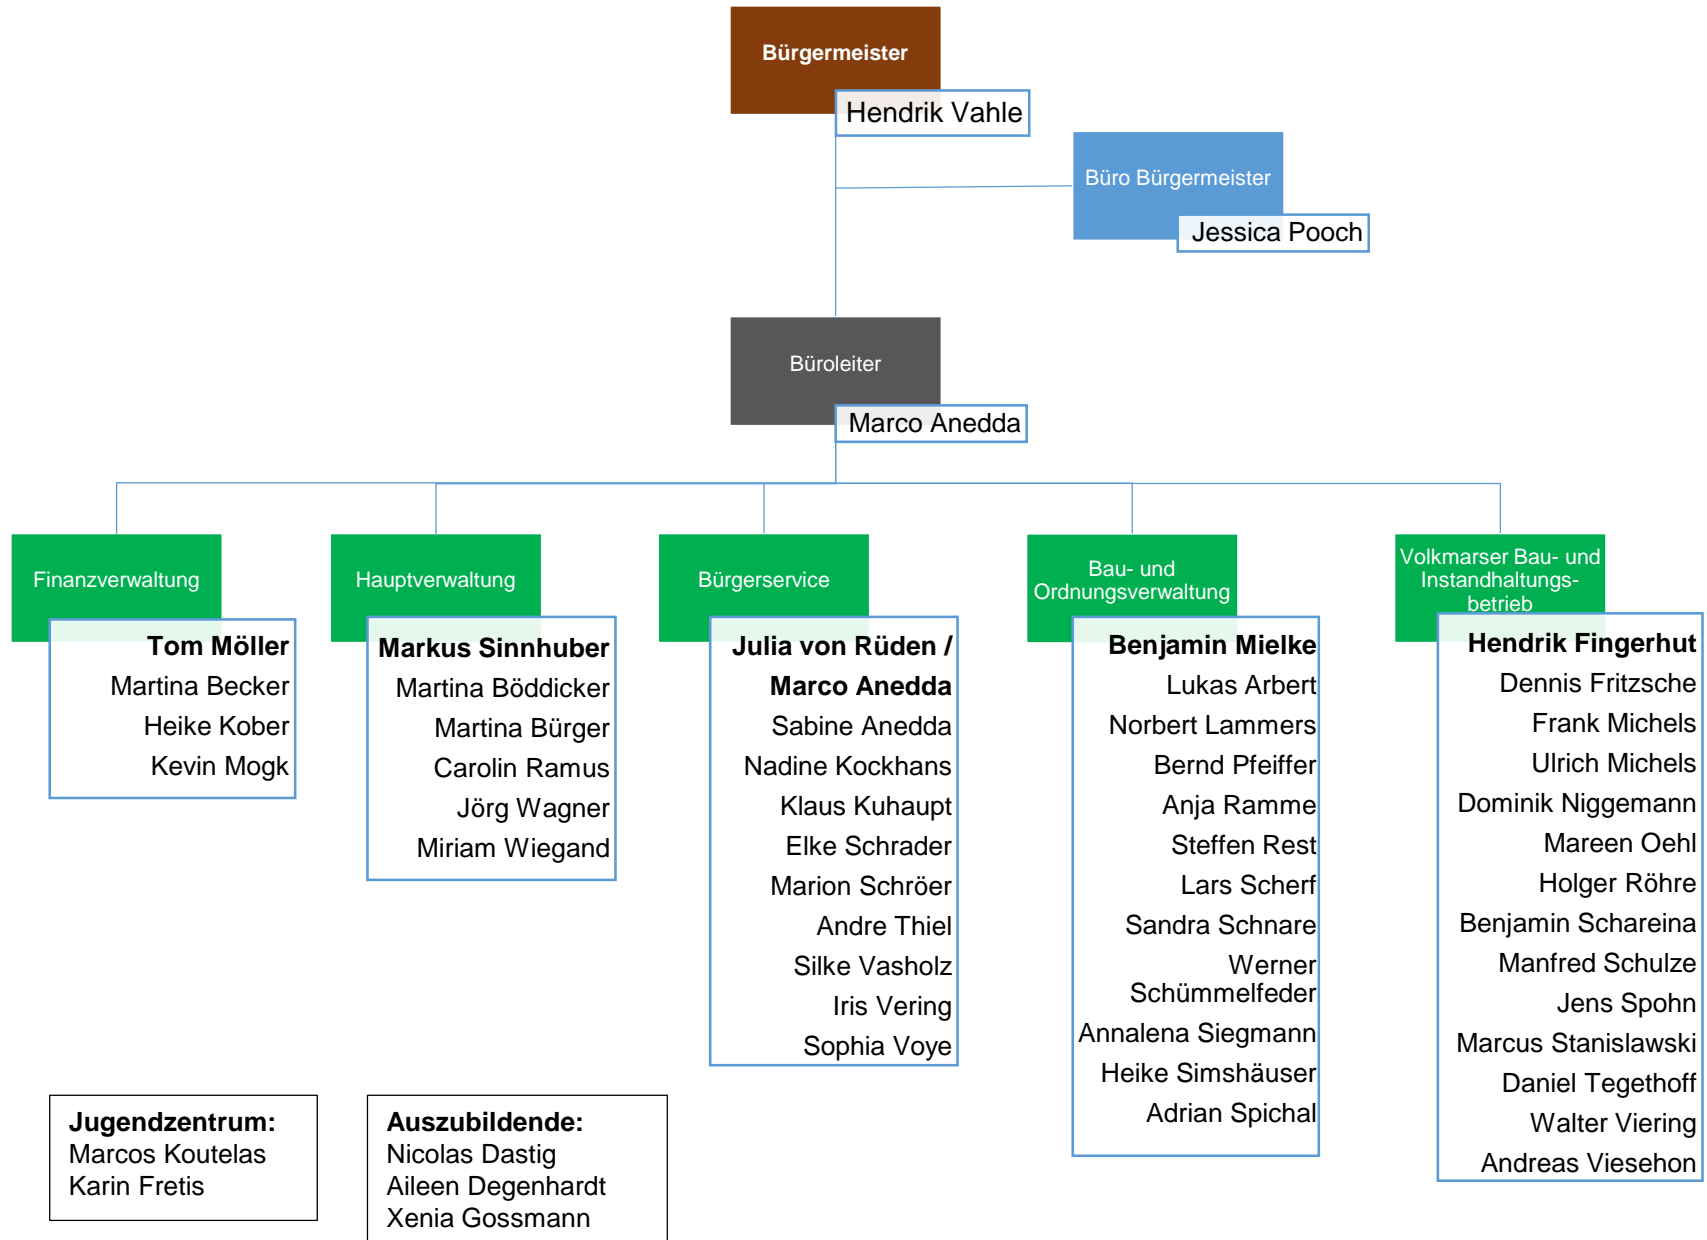 Bürgermeister
Hendrik Vahle
Büro Bürgermeister
Jessica Pooch
Büroleiter
Marco Anedda
Finanzverwaltung
Tom Möller
Martina Becker
Heike Kober
Kevin Mogk
Hauptverwaltung
Markus Sinnhuber
Martina Böddicker
Martina Bürger
Carolin Ramus
Jörg Wagner
Miriam Wiegand
Bürgerservice
Julia von Rüden /
Marco Anedda
Sabine Anedda
Nadine Kockhans
Klaus Kuhaupt
Elke Schrader
Marion Schröer
Andre Thiel
Silke Vasholz
Iris Vering
Sophia Voye
Bau- und
Ordnungsverwaltung
Benjamin Mielke
Lukas Arbert
Norbert Lammers
Bernd Pfeiffer
Anja Ramme
Steffen Rest
Lars Scherf
Sandra Schnare
Werner
Schümmelfeder
Annalena Siegmann
Heike Simshäuser
Adrian Spichal
Volkmarser Bau- und
Instandhaltungs-
betrieb
Hendrik Fingerhut
Dennis Fritzsche
Frank Michels
Ulrich Michels
Dominik Niggemann
Mareen Oehl
Holger Röhre
Benjamin Schareina
Manfred Schulze
Jens Spohn
Marcus Stanislawski
Daniel Tegethoff
Walter Viering
Andreas Viesehon
Jugendzentrum:
Marcos Koutelas
Karin Fretis
Auszubildende:
Nicolas Dastig
Aileen Degenhardt
Xenia Gossmann